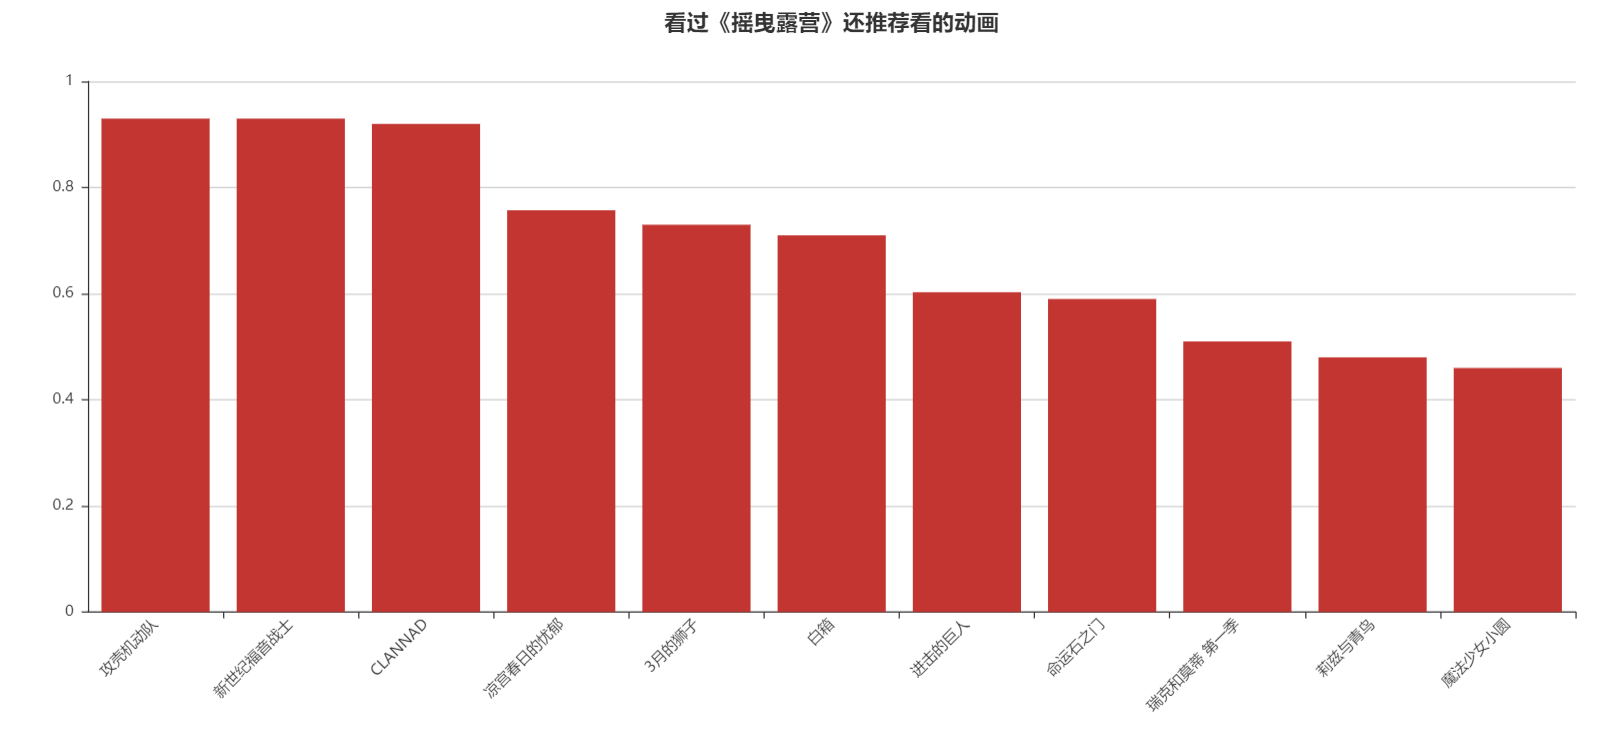 看过《摇曳露营》还推荐看的动画
1
0.8
0.6
0.4
0.2
0
攻壳机动队
新世纪福音战士
CLANNAD
凉宫春日的忧郁
3月的狮子
白箱
进击的巨人
命运石之门
瑞克和莫蒂 第一季
莉兹与青鸟
魔法少女小圆